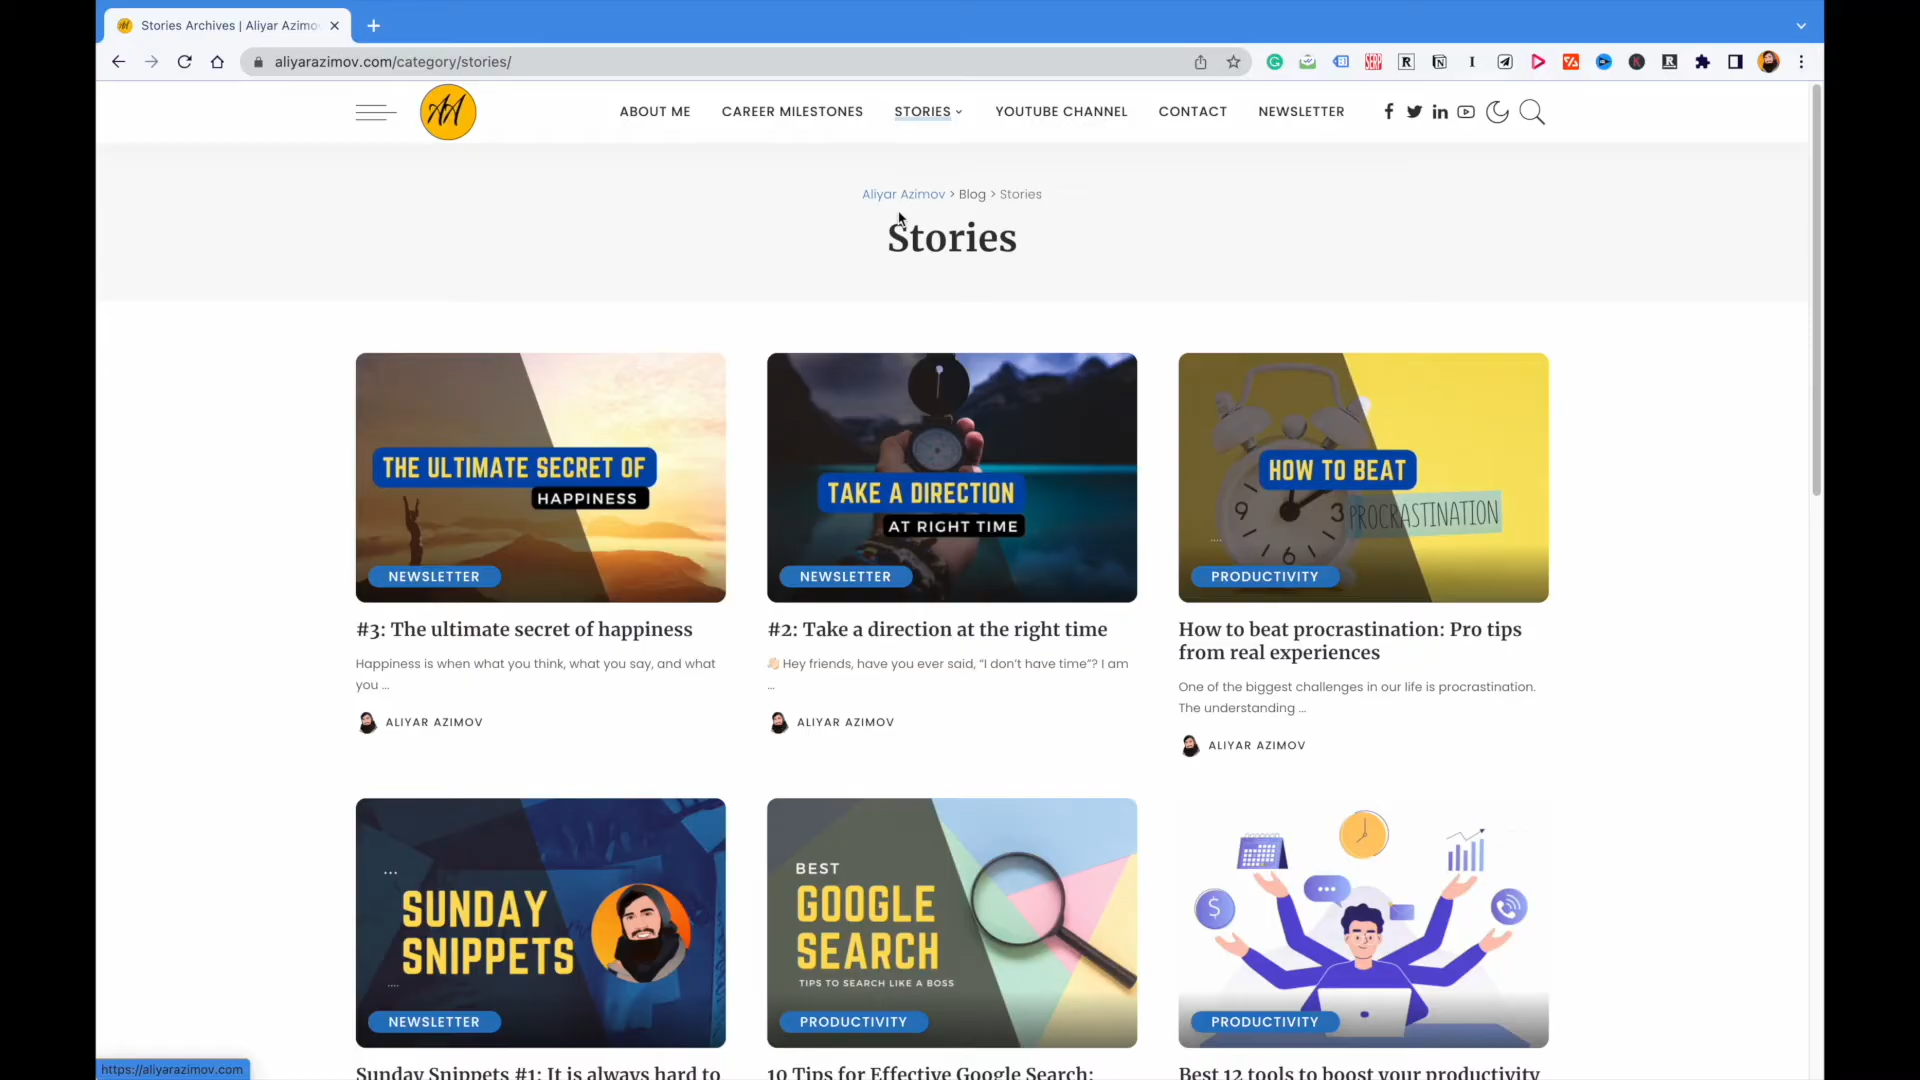 Stories Archives | Aliyar Azimo
aliyarazimov.com/category/stories/
AA
ABOUT ME
CAREER MILESTONES
STORIES
YOUTUBE CHANNEL
CONTACT
NEWSLETTER
Aliyar Azimov > Blog > Stories
Stories
THE ULTIMATE SECRET OF
HAPPINESS
NEWSLETTER
TAKE A DIRECTION
AT RIGHT TIME
NEWSLETTER
HOW TO BEAT
PROCRASTINATION
PRODUCTIVITY
#3: The ultimate secret of happiness
Happiness is when what you think, what you say, and what
you ...
ALIYAR AZIMOV
#2: Take a direction at the right time
👋🏻 Hey friends, have you ever said, “I don’t have time”? I am
...
ALIYAR AZIMOV
How to beat procrastination: Pro tips
from real experiences
One of the biggest challenges in our life is procrastination.
The understanding ...
ALIYAR AZIMOV
...
SUNDAY
SNIPPETS
....
NEWSLETTER
BEST
GOOGLE
SEARCH
TIPS TO SEARCH LIKE A BOSS
PRODUCTIVITY
PRODUCTIVITY
Sunday Snippets #1: It is always hard to
10 Tips for Effective Google Search:
Best 12 tools to boost your productivity
https://aliyarazimov.com